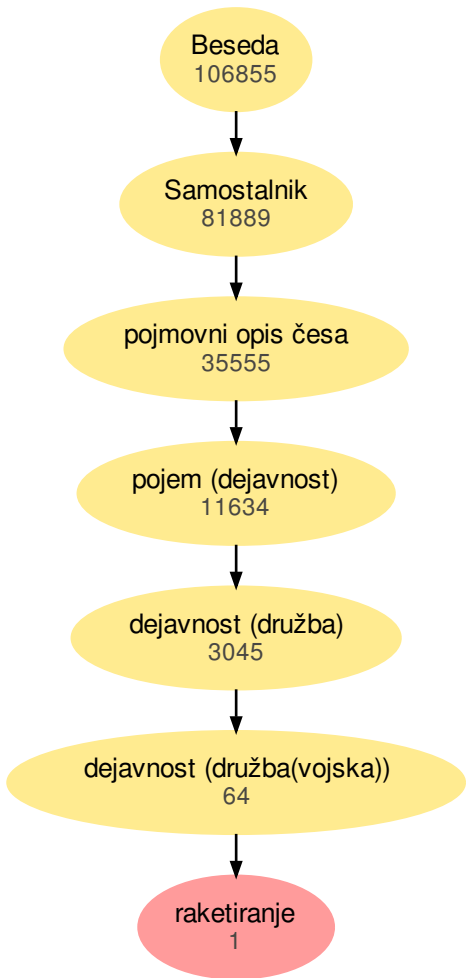 Beseda
106855
Samostalnik
81889
pojmovni opis česa
35555
pojem (dejavnost)
11634
dejavnost (družba)
3045
dejavnost (družba(vojska))
64
raketiranje
1